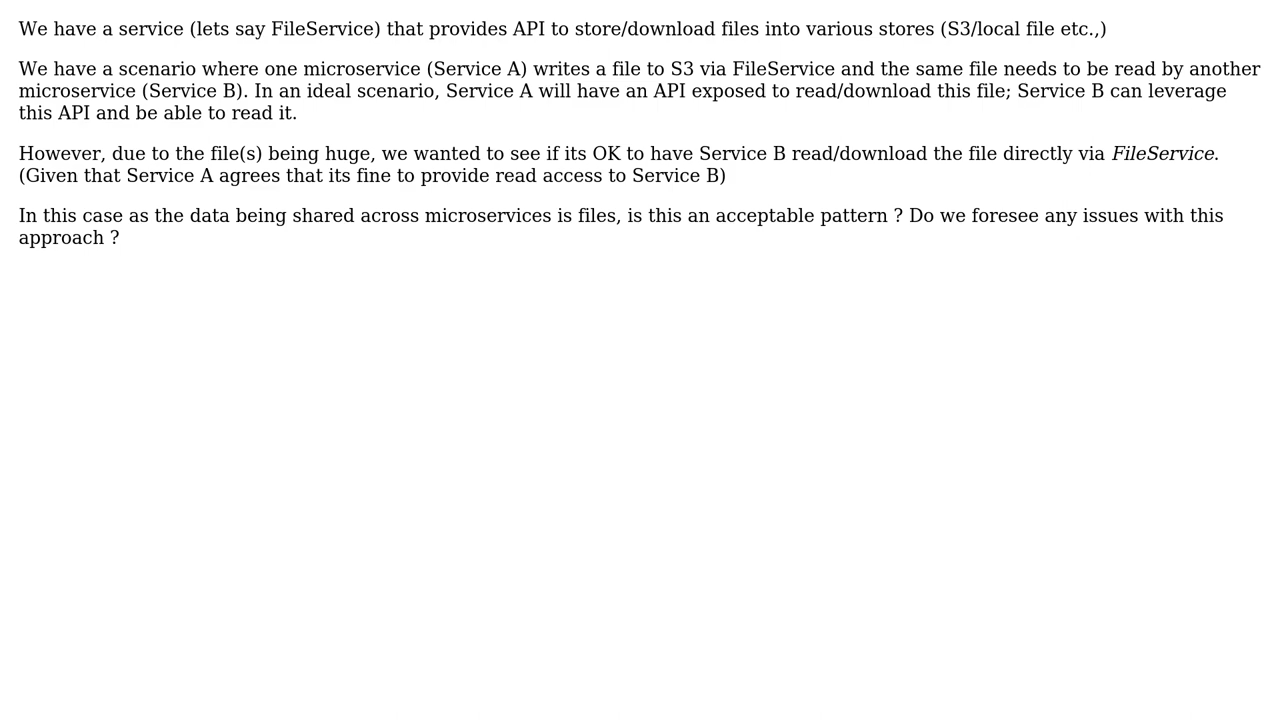 We have a service (lets say FileService) that provides API to store/download files into various stores (S3/local file etc.,)
We have a scenario where one microservice (Service A) writes a file to S3 via FileService and the same file needs to be read by another
microservice (Service B). In an ideal scenario, Service A will have an API exposed to read/download this file; Service B can leverage
this API and be able to read it.
However, due to the file(s) being huge, we wanted to see if its OK to have Service B read/download the file directly via FileService.
(Given that Service A agrees that its fine to provide read access to Service B)
In this case as the data being shared across microservices is files, is this an acceptable pattern ? Do we foresee any issues with this
approach ?